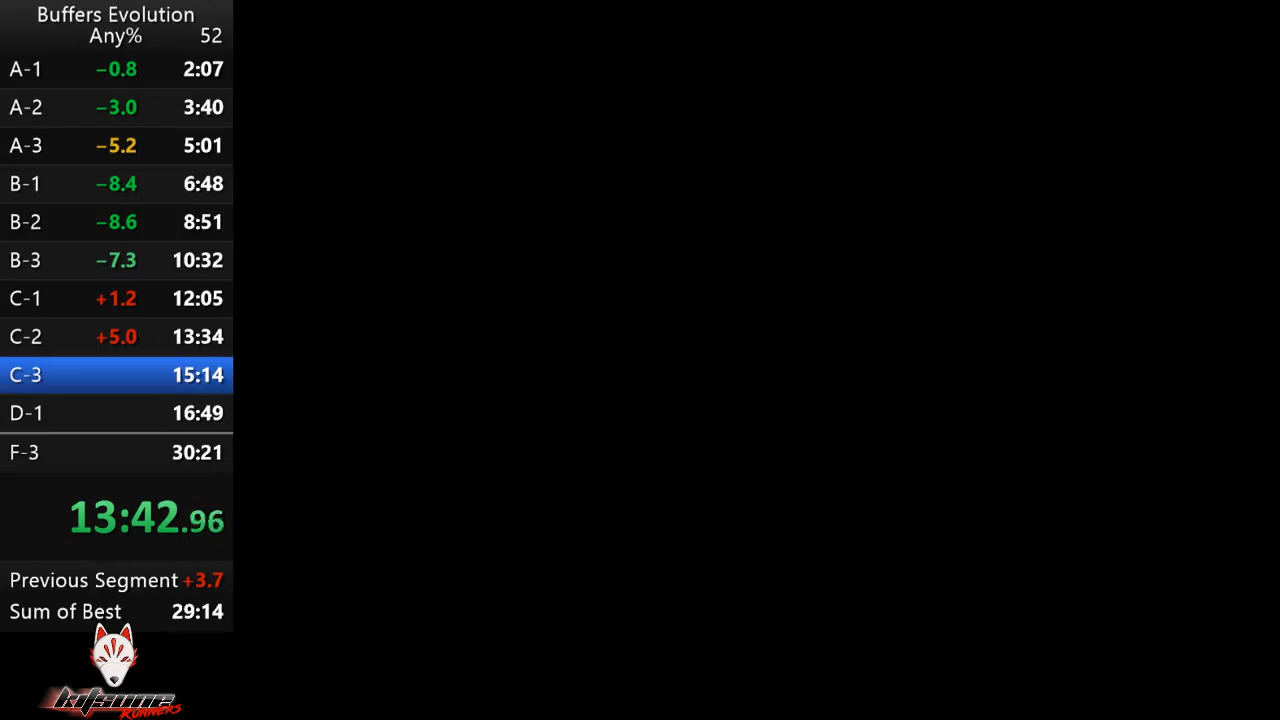 Buffers Evolution
Any% 52
A-1 −0.8 2:07
A-2 −3.0 3:40
A-3 −5.2 5:01
B-1 −8.4 6:48
B-2 −8.6 8:51
B-3 −7.3 10:32
C-1 +1.2 12:05
C-2 +5.0 13:34
C-3 15:14
D-1 16:49
F-3 30:21
13:42.96
Previous Segment +3.7
Sum of Best 29:14
kitsune
RUNNERS